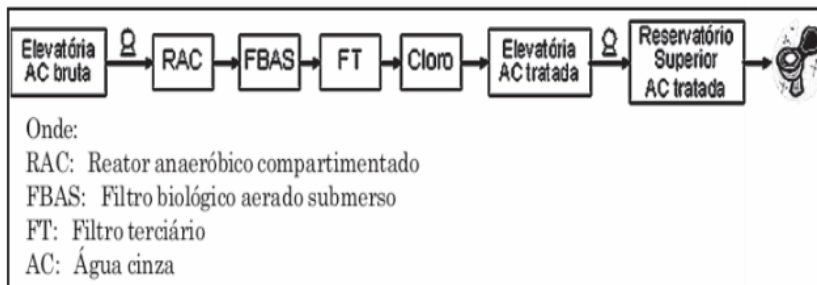 Elevatória
AC bruta
RAC
FBAS
FT
Cloro
Elevatória
AC tratada
Reservatório
Superior
AC tratada
Onde:
RAC: Reator anaeróbico compartimentado
FBAS: Filtro biológico aerado submerso
FT: Filtro terciário
AC: Água cinza